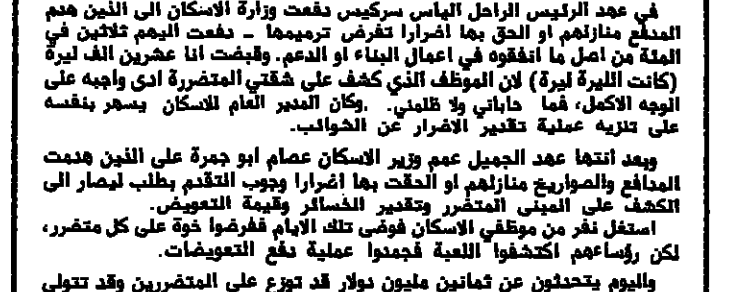 في عهد الرئيس الراحل الياس سركيس دفعت وزارة الاسكان الى الذين هدم
المدافع منازلهم او الحق بها اضرارا تفرض ترميمها – دفعت اليهم ثلاثين في
المئة من اصل ما انفقوه في اعمال البناء او الدعم. وقبضت انا عشرين الف ليرة
(كانت الليرة ليرة) لان الموظف الذي كشف على شقتي المتضررة ادى واجبه على
الوجه الاكمل، فما حاباني ولا ظلمني. .وكان المدير العام للاسكان يسهر بنفسه
على تنزيه عملية تقدير الاضرار عن الشوائب.
وبعد انتها عهد الجميل عمم وزير الاسكان عصام ابو جمرة على الذين هدمت
المدافع والصواريخ منازلهم او الحقت بها اضرارا وجوب التقدم بطلب ليصار الى
الكشف على المبنى المتضرر وتقدير الخسائر وقيمة التعويض.
استغل نفر من موظفي الاسكان فوضى تلك الايام ففرضوا خوة على كل متضرر،
لكن رؤساءهم اكتشفوا اللعبة فجمدوا عملية دفع التعويضات.
واليوم يتحدثون عن ثمانين مليون دولار قد توزع على المتضررين وقد تتولى